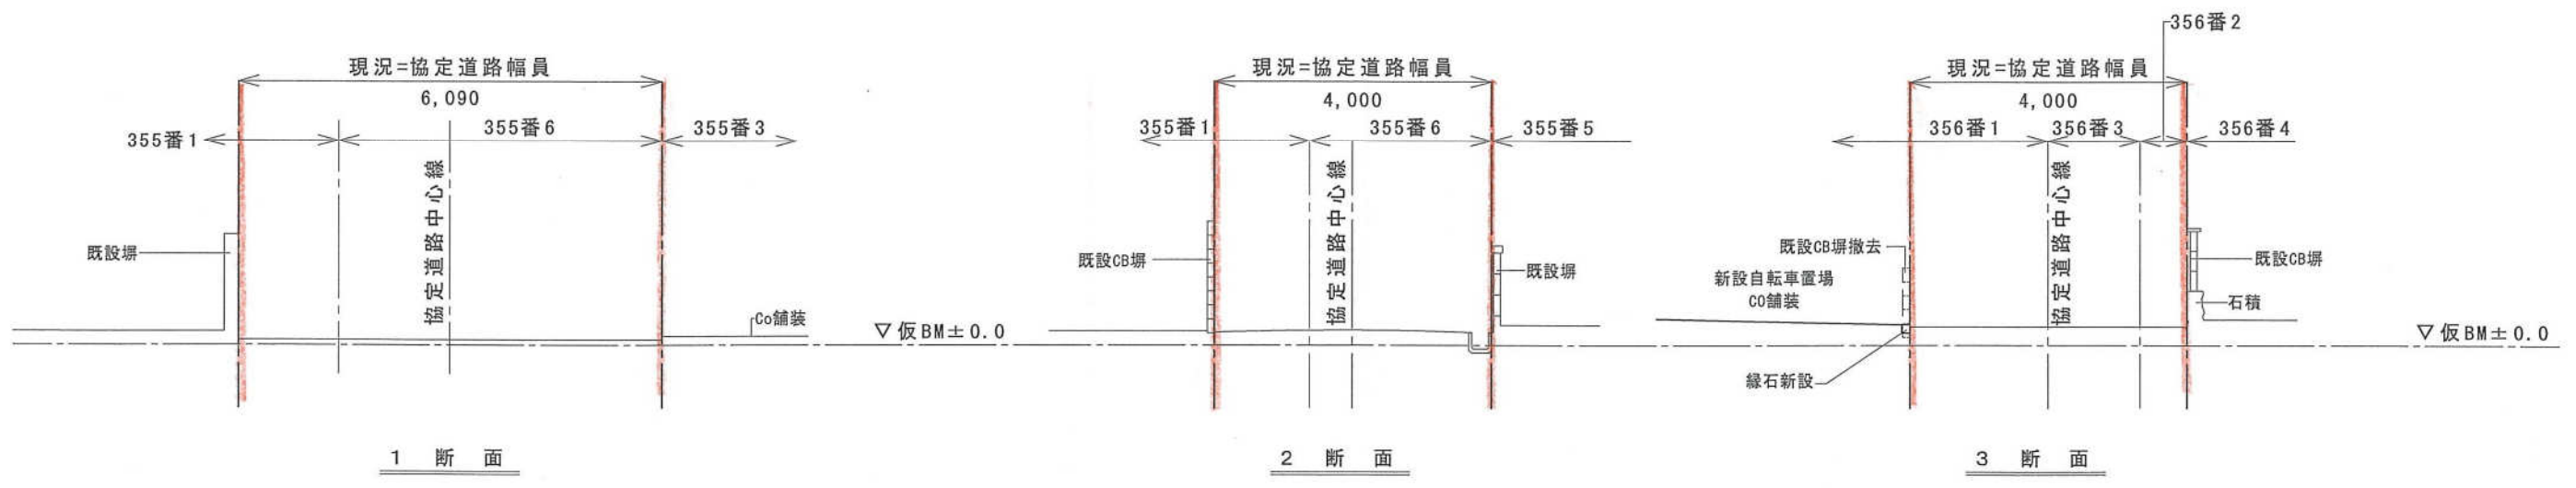 現況=協定道路幅員
6,090
355番1
355番6
355番3
協定道路中心線
既設塀
Co舗装
▽仮BM±0.0
1 断 面
現況=協定道路幅員
4,000
355番1
355番6
355番5
協定道路中心線
既設CB塀
既設塀
2 断 面
356番2
現況=協定道路幅員
4,000
356番1
356番3
356番4
協定道路中心線
既設CB塀撤去
新設自転車置場
CO舗装
既設CB塀
石積
▽仮BM±0.0
縁石新設
3 断 面